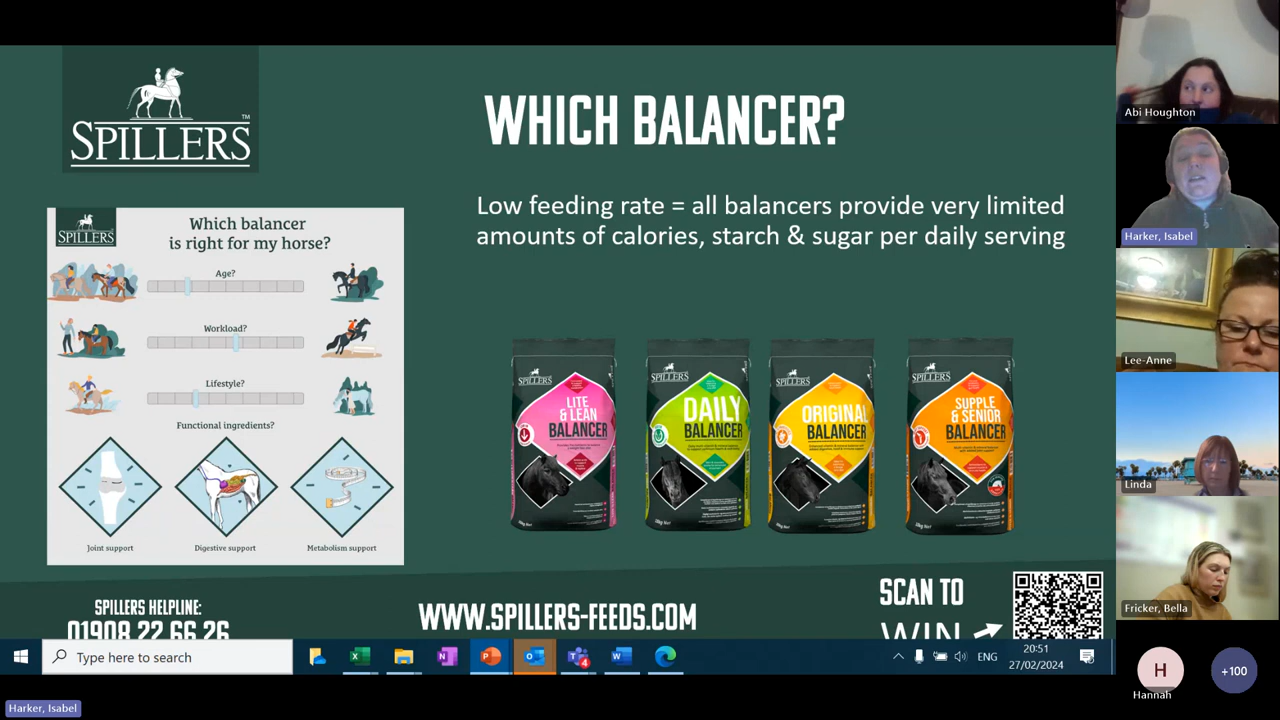 SPILLERS
TM
WHICH BALANCER?
Low feeding rate = all balancers provide very limited
amounts of calories, starch & sugar per daily serving
SPILLERS
Which balancer
is right for my horse?
Age?
Workload?
Lifestyle?
Functional ingredients?
Joint support
Digestive support
Metabolism support
SPILLERS
LITE
& LEAN
BALANCER
SPILLERS
DAILY
BALANCER
SPILLERS
ORIGINAL
BALANCER
SPILLERS
SUPPLE
& SENIOR
BALANCER
SPILLERS HELPLINE:
01908 22 66 26
WWW.SPILLERS-FEEDS.COM
SCAN TO
WIN
Type here to search
4
ENG
20:51
27/02/2024
Abi Houghton
Harker, Isabel
Lee-Anne
Linda
Fricker, Bella
H
Hannah
+100
Harker, Isabel